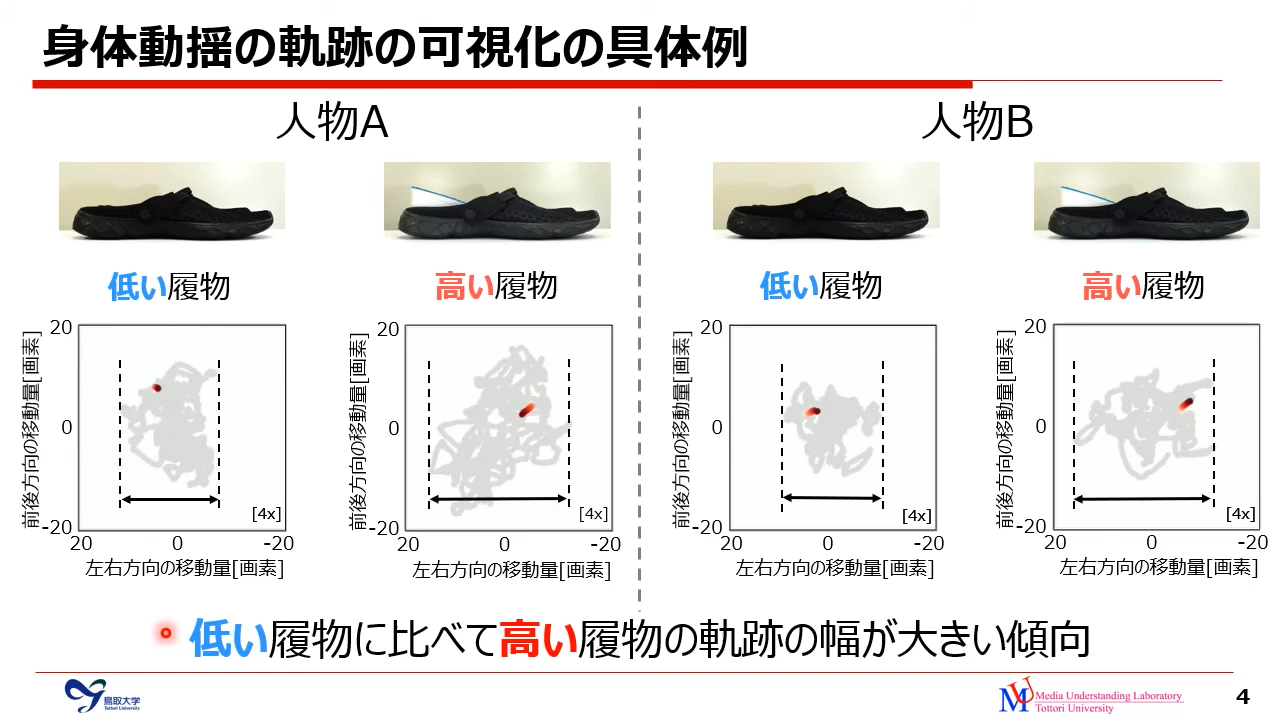 身体動揺の軌跡の可視化の具体例
人物A
低い履物
高い履物
前後方向の移動量[画素]
20
0
-20
[4x]
20 0 -20
左右方向の移動量[画素]
前後方向の移動量[画素]
20
0
-20
[4x]
20 0 -20
左右方向の移動量[画素]
人物B
低い履物
高い履物
前後方向の移動量[画素]
20
0
-20
[4x]
20 0 -20
左右方向の移動量[画素]
前後方向の移動量[画素]
20
0
-20
[4x]
20 0 -20
左右方向の移動量[画素]
低い履物に比べて高い履物の軌跡の幅が大きい傾向
鳥取大学
Tottori University
MU Media Understanding Laboratory
Tottori University
4